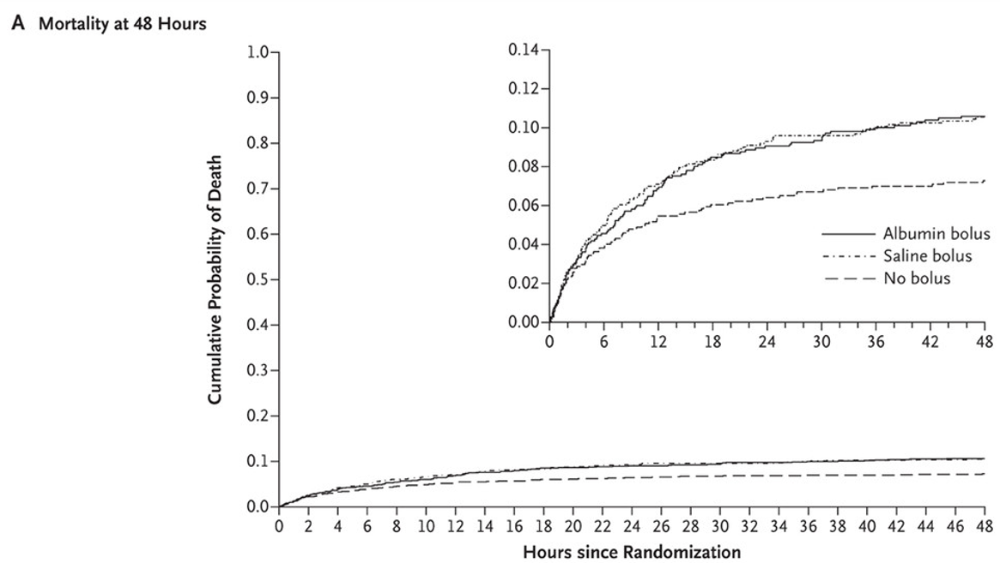 A Mortality at 48 Hours
Cumulative Probability of Death
1.0
0.9
0.8
0.7
0.6
0.5
0.4
0.3
0.2
0.1
0.0
0 2 4 6 8 10 12 14 16 18 20 22 24 26 28 30 32 34 36 38 40 42 44 46 48
Hours since Randomization
0.14
0.12
0.10
0.08
0.06
0.04
0.02
0.00
0 6 12 18 24 30 36 42 48
Albumin bolus
Saline bolus
No bolus